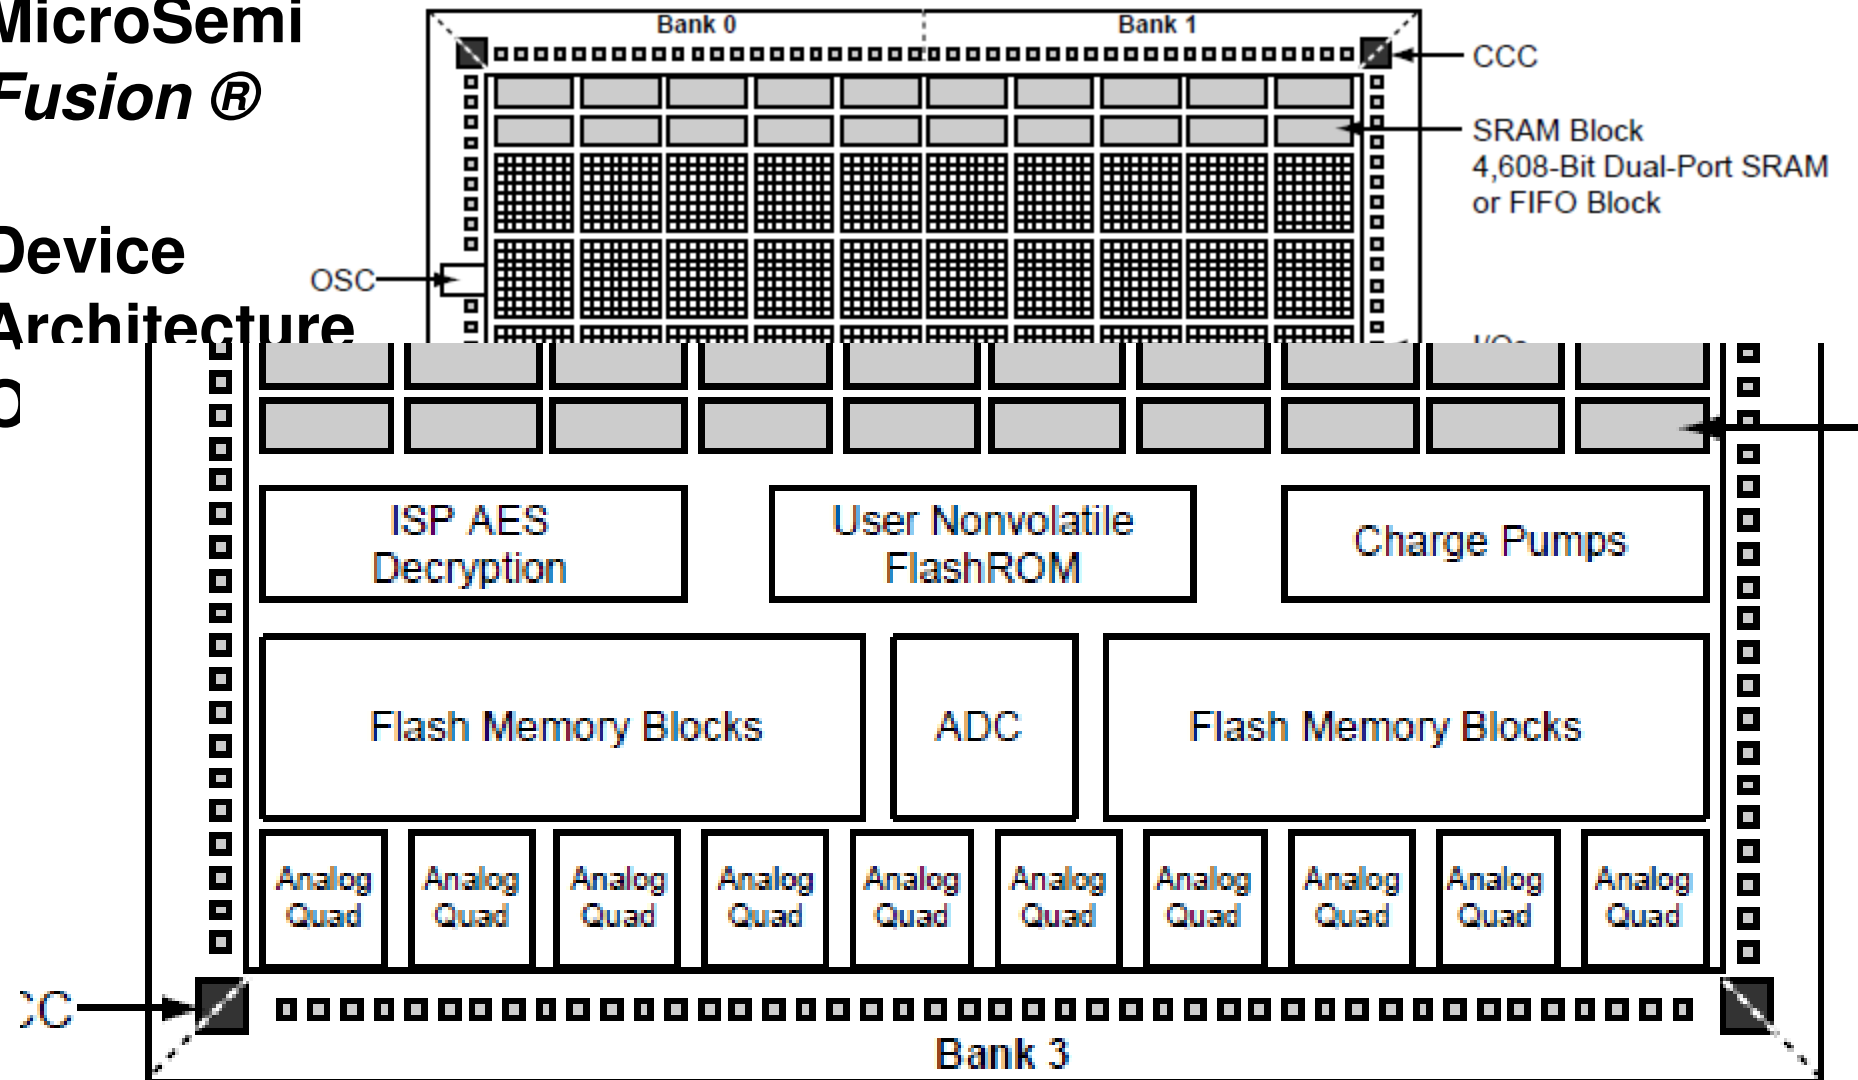 MicroSemi
Fusion ®
Device
Architecture
Bank 0
Bank 1
CCC
SRAM Block
4,608-Bit Dual-Port SRAM
or FIFO Block
OSC
ISP AES
Decryption
User Nonvolatile
FlashROM
Charge Pumps
Flash Memory Blocks
ADC
Flash Memory Blocks
Analog
Quad
Analog
Quad
Analog
Quad
Analog
Quad
Analog
Quad
Analog
Quad
Analog
Quad
Analog
Quad
Analog
Quad
Analog
Quad
Bank 3